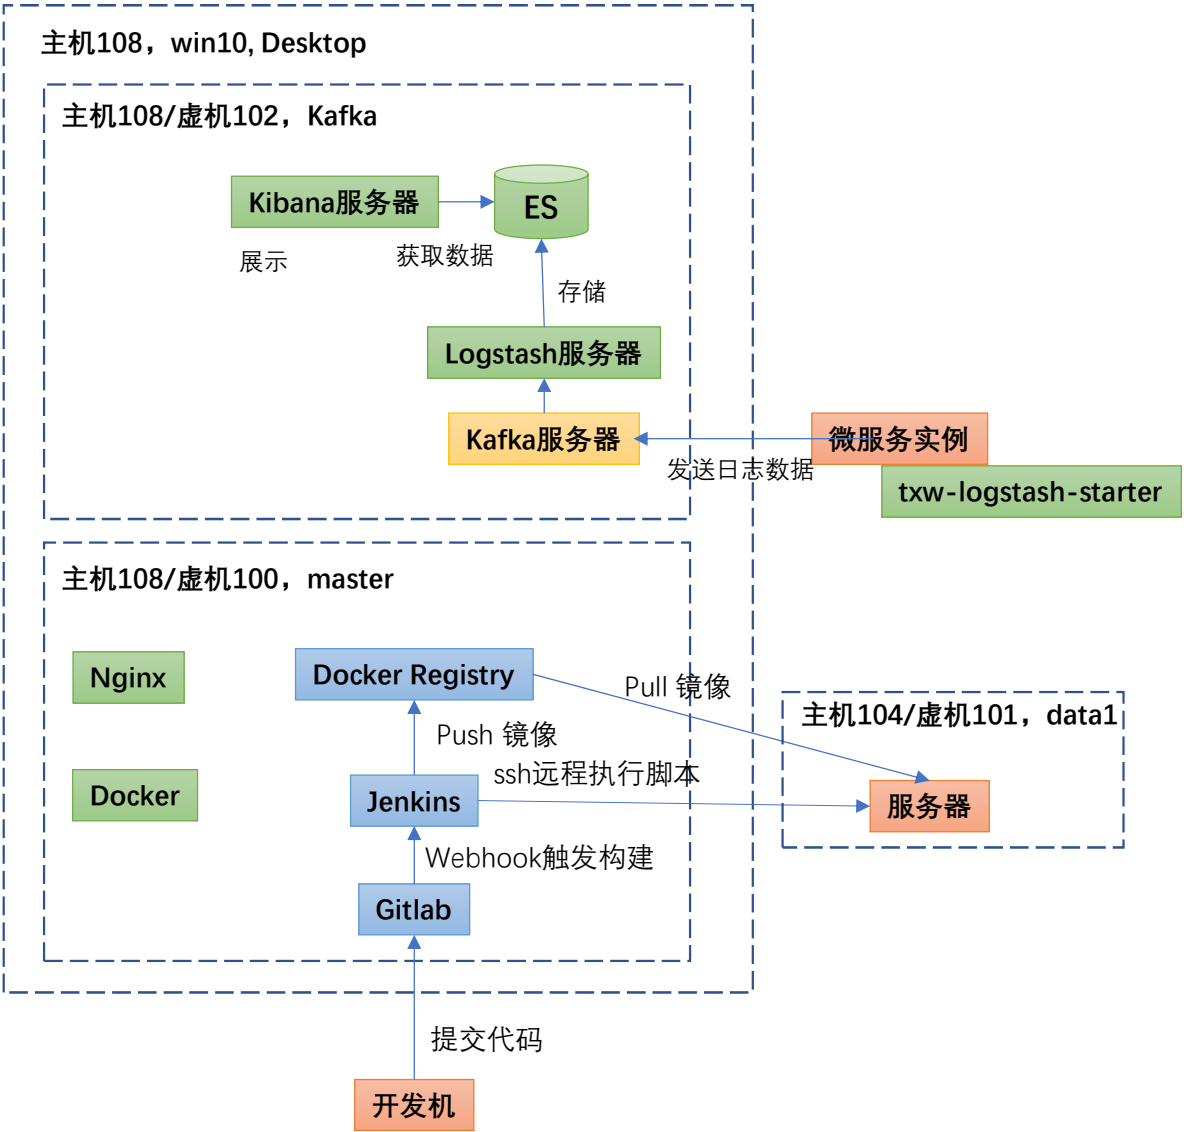 主机108，win10, Desktop
主机108/虚机102，Kafka
Kibana服务器
ES
展示
获取数据
存储
Logstash服务器
Kafka服务器
微服务实例
发送日志数据
txw-logstash-starter
主机108/虚机100，master
Nginx
Docker Registry
Pull 镜像
主机104/虚机101，data1
Push 镜像
ssh远程执行脚本
Docker
Jenkins
服务器
Webhook触发构建
Gitlab
提交代码
开发机